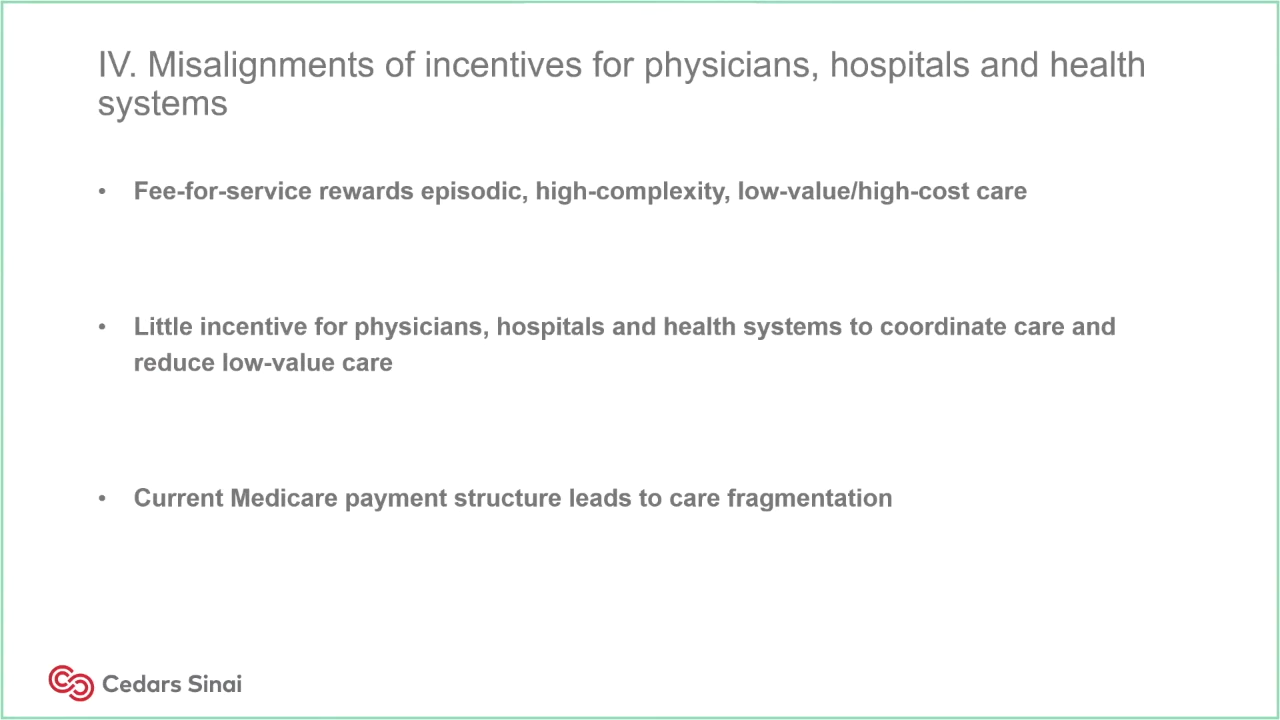 IV. Misalignments of incentives for physicians, hospitals and health
systems
• Fee-for-service rewards episodic, high-complexity, low-value/high-cost care
• Little incentive for physicians, hospitals and health systems to coordinate care and
reduce low-value care
• Current Medicare payment structure leads to care fragmentation
Cedars Sinai